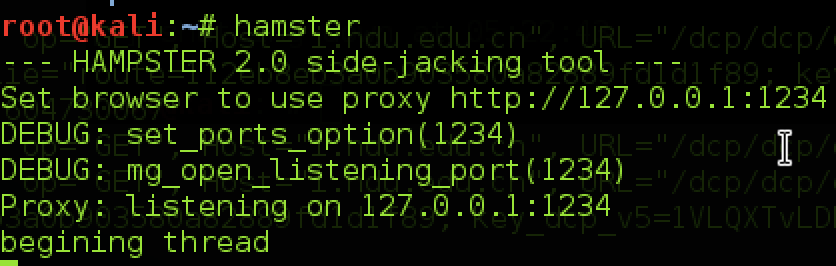 root@kali:~# hamster
--- HAMPSTER 2.0 side-jacking tool ---
Set browser to use proxy http://127.0.0.1:1234
DEBUG: set_ports_option(1234)
DEBUG: mg_open_listening_port(1234)
Proxy: listening on 127.0.0.1:1234
begining thread